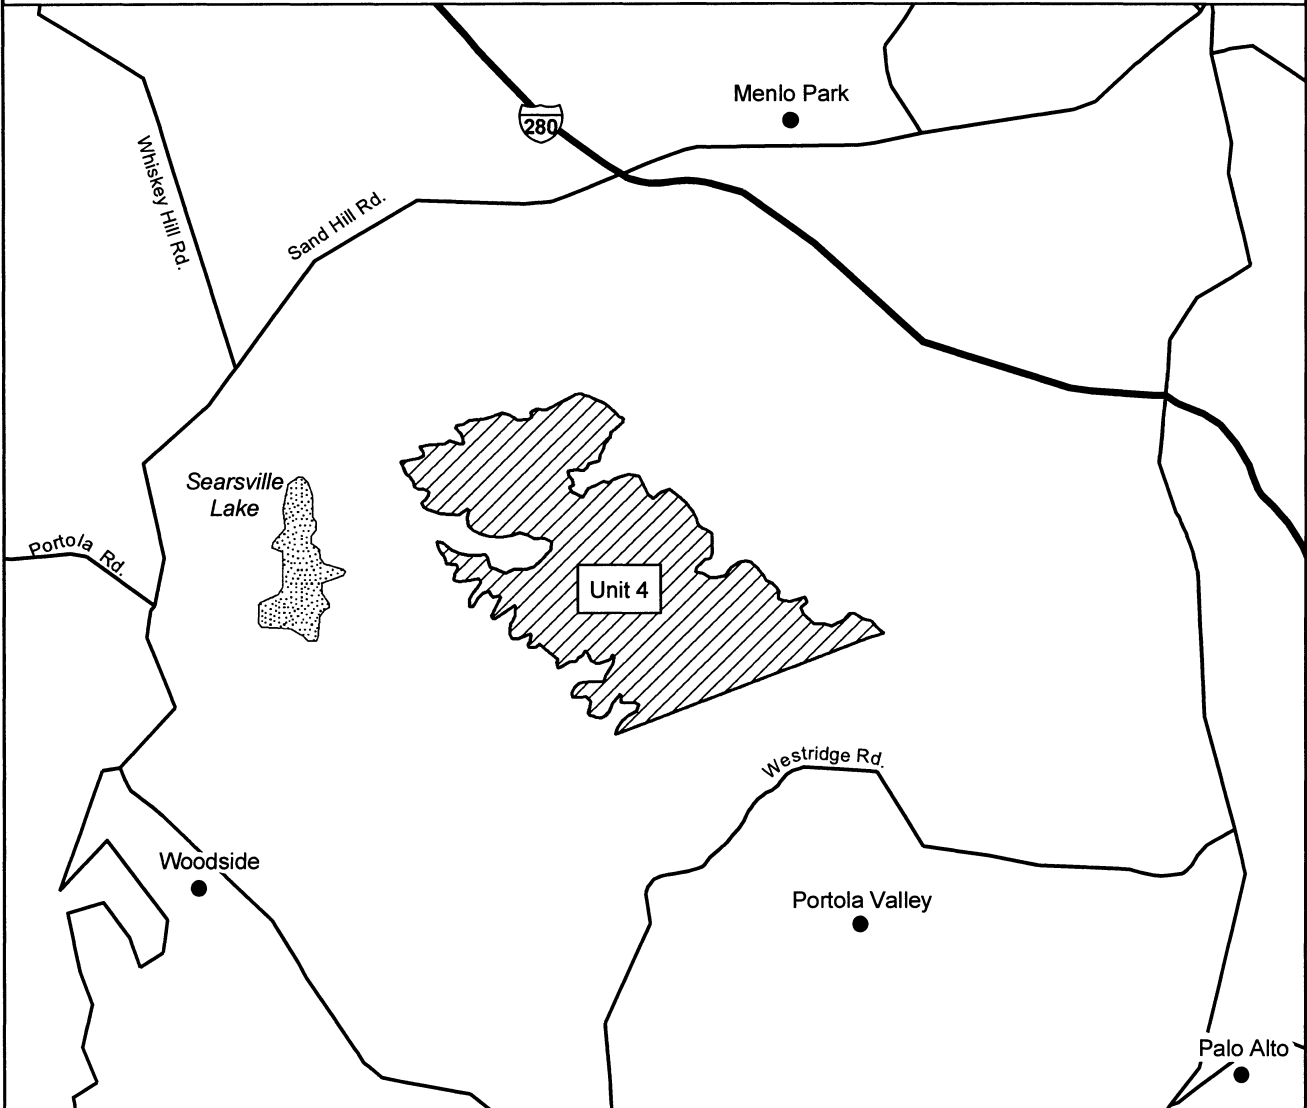 Menlo Park
280
Whiskey Hill Rd.
Sand Hill Rd.
Searsville
Lake
Portola Rd.
Unit 4
Westridge Rd.
Woodside
Portola Valley
Palo Alto